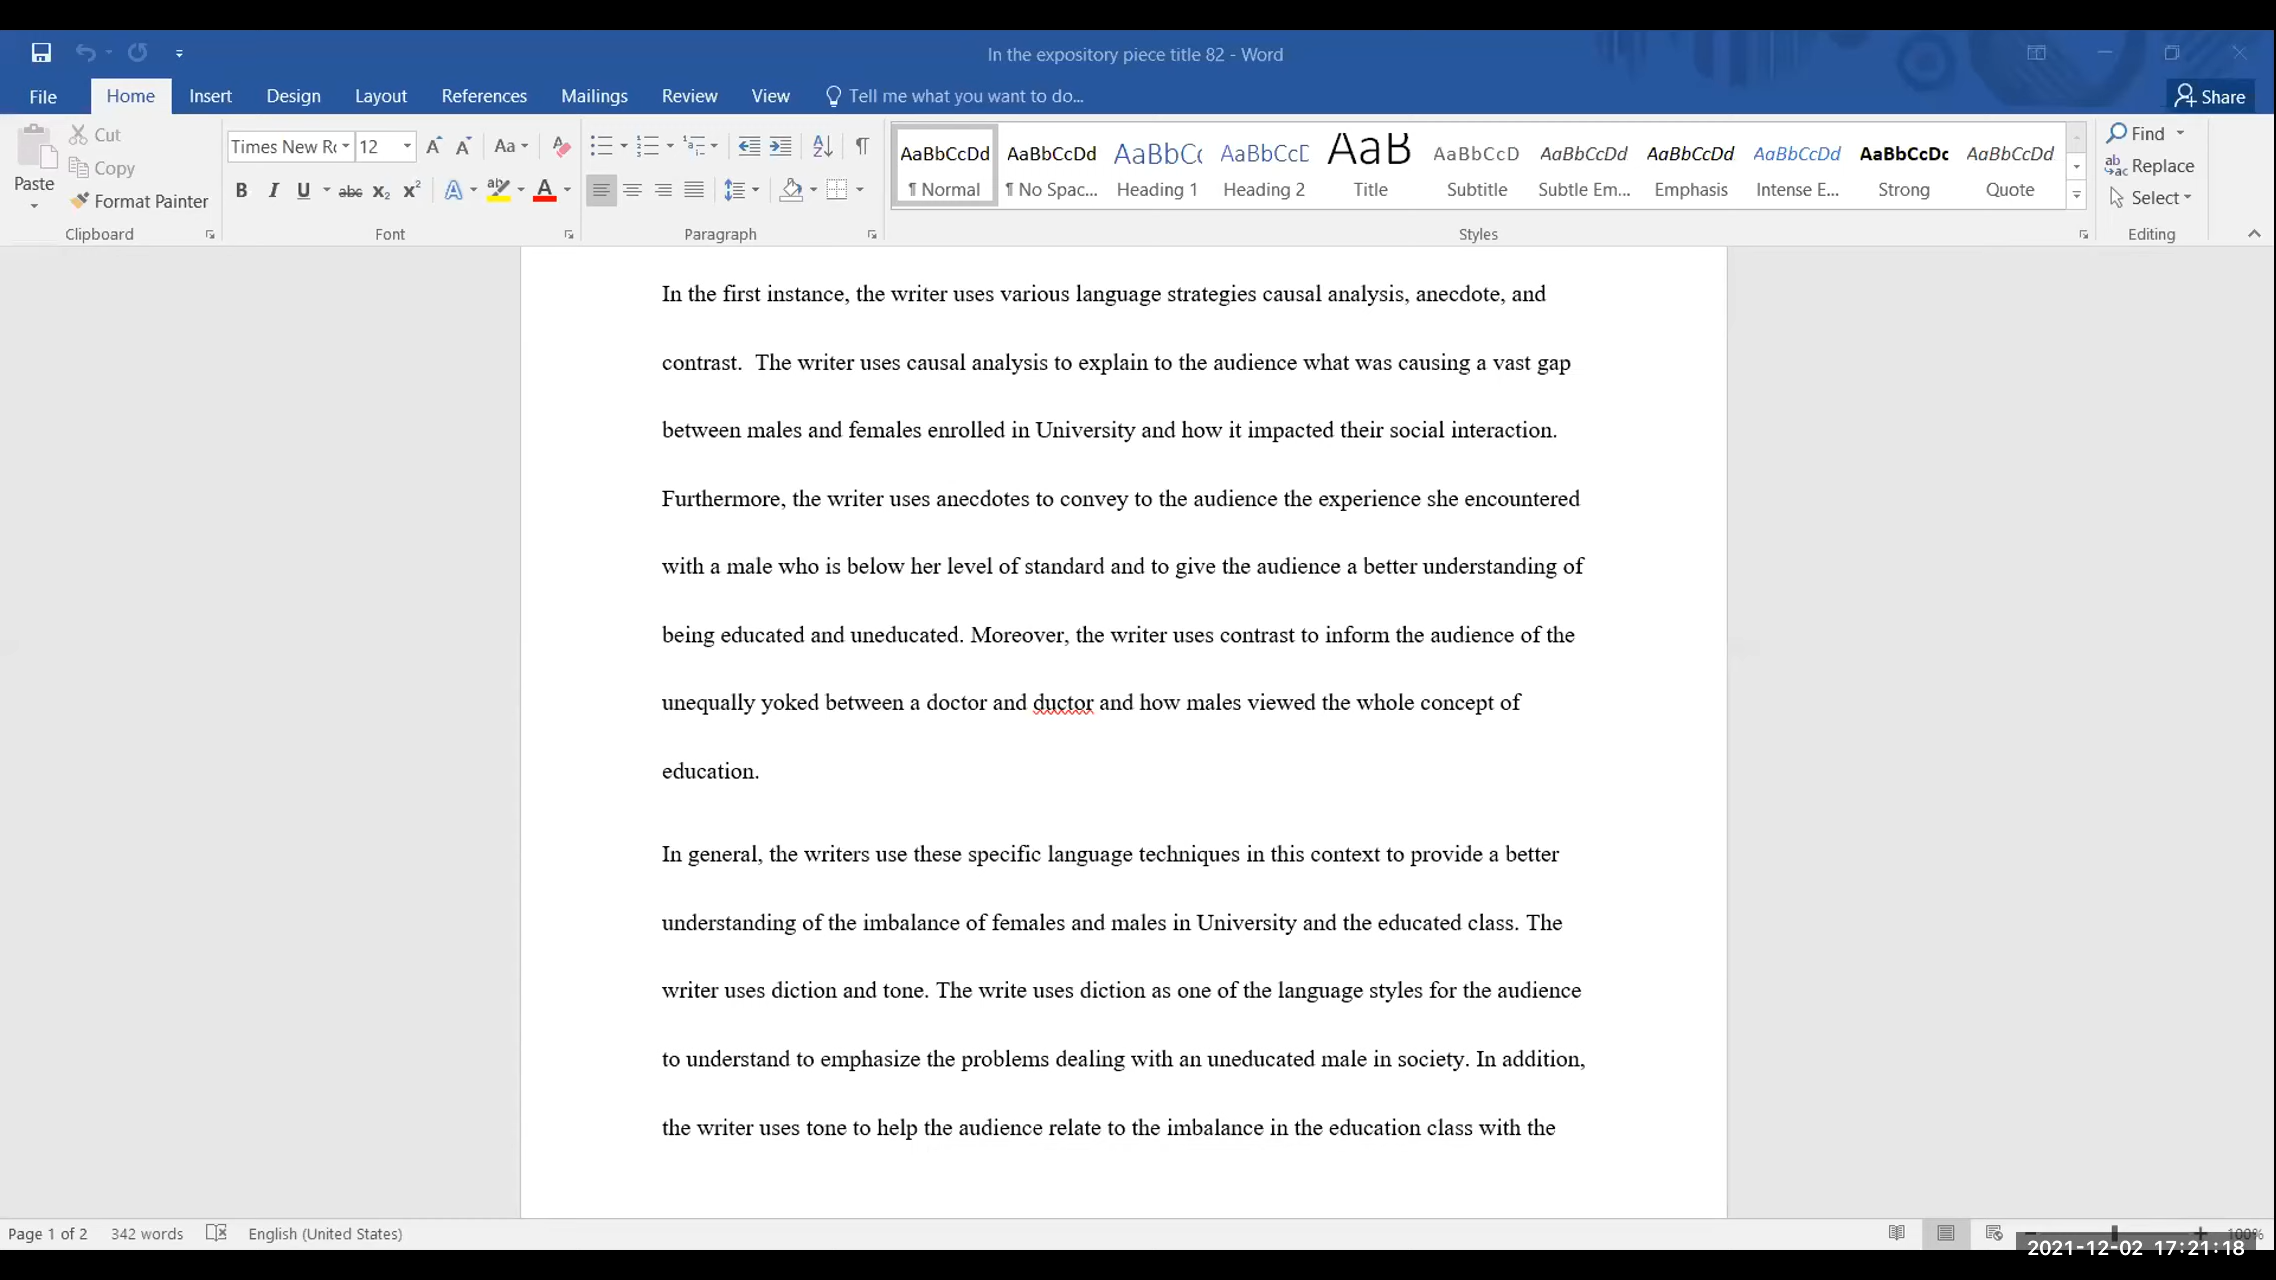 In the expository piece title 82 - Word
File Home Insert Design Layout References Mailings Review View Tell me what you want to do... Share
Paste Cut Copy Format Painter Clipboard
Times New Ro 12 Aa
B I U abc x₂ x² A ab A
Font
Paragraph
AaBbCcDd AaBbCcDd AaBbCc AaBbCcD AaB AaBbCcD AaBbCcDd AaBbCcDd AaBbCcDd AaBbCcDc AaBbCcDd
¶ Normal ¶ No Spac... Heading 1 Heading 2 Title Subtitle Subtle Em... Emphasis Intense E... Strong Quote
Styles
Find
Replace
Select
Editing
In the first instance, the writer uses various language strategies causal analysis, anecdote, and
contrast.  The writer uses causal analysis to explain to the audience what was causing a vast gap
between males and females enrolled in University and how it impacted their social interaction.
Furthermore, the writer uses anecdotes to convey to the audience the experience she encountered
with a male who is below her level of standard and to give the audience a better understanding of
being educated and uneducated. Moreover, the writer uses contrast to inform the audience of the
unequally yoked between a doctor and ductor and how males viewed the whole concept of
education.
In general, the writers use these specific language techniques in this context to provide a better
understanding of the imbalance of females and males in University and the educated class. The
writer uses diction and tone. The write uses diction as one of the language styles for the audience
to understand to emphasize the problems dealing with an uneducated male in society. In addition,
the writer uses tone to help the audience relate to the imbalance in the education class with the
Page 1 of 2 342 words English (United States) 100%
2021-12-02 17:21:18